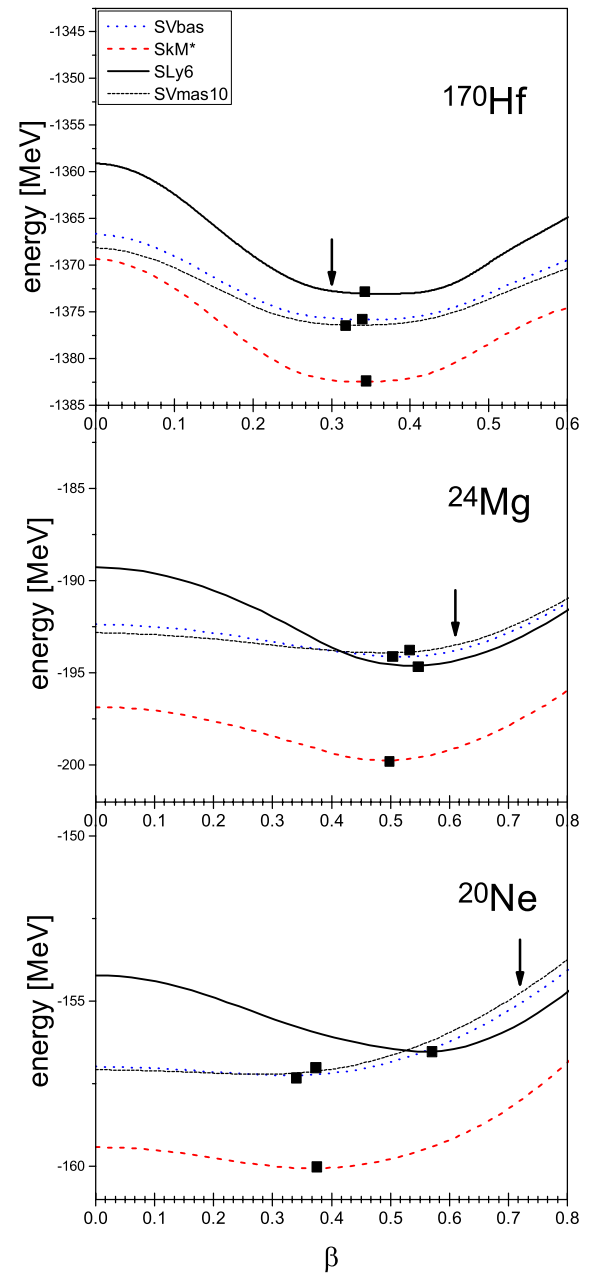 SVbas
SkM*
SLy6
SVmas10
170Hf
energy [MeV]
-1345
-1350
-1355
-1360
-1365
-1370
-1375
-1380
-1385
0.0 0.1 0.2 0.3 0.4 0.5 0.6
24Mg
energy [MeV]
-185
-190
-195
-200
0.0 0.1 0.2 0.3 0.4 0.5 0.6 0.7 0.8
20Ne
energy [MeV]
-150
-155
-160
0.0 0.1 0.2 0.3 0.4 0.5 0.6 0.7 0.8
β